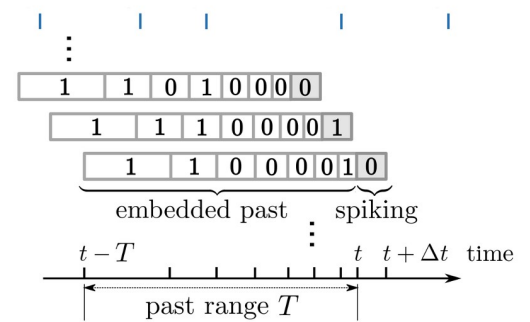 1 1 0 1 0 0 0 0
1 1 1 0 0 0 0 1
1 1 0 0 0 0 1 0
embedded past spiking
t − T t t + Δt time
past range T